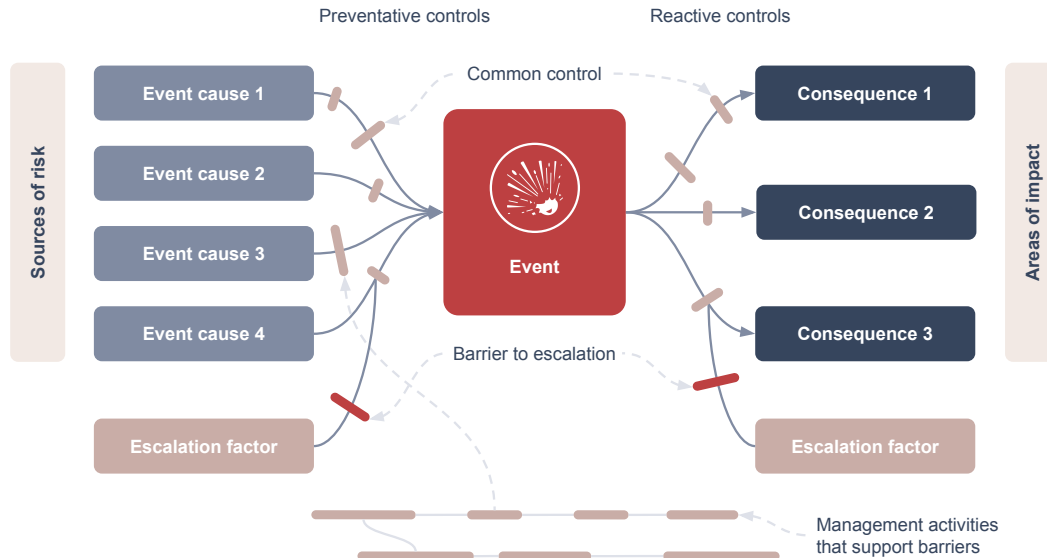 Preventative controls
Reactive controls
Sources of risk
Event cause 1
Event cause 2
Event cause 3
Event cause 4
Escalation factor
Common control
Event
Barrier to escalation
Consequence 1
Consequence 2
Consequence 3
Escalation factor
Areas of impact
Management activities
that support barriers